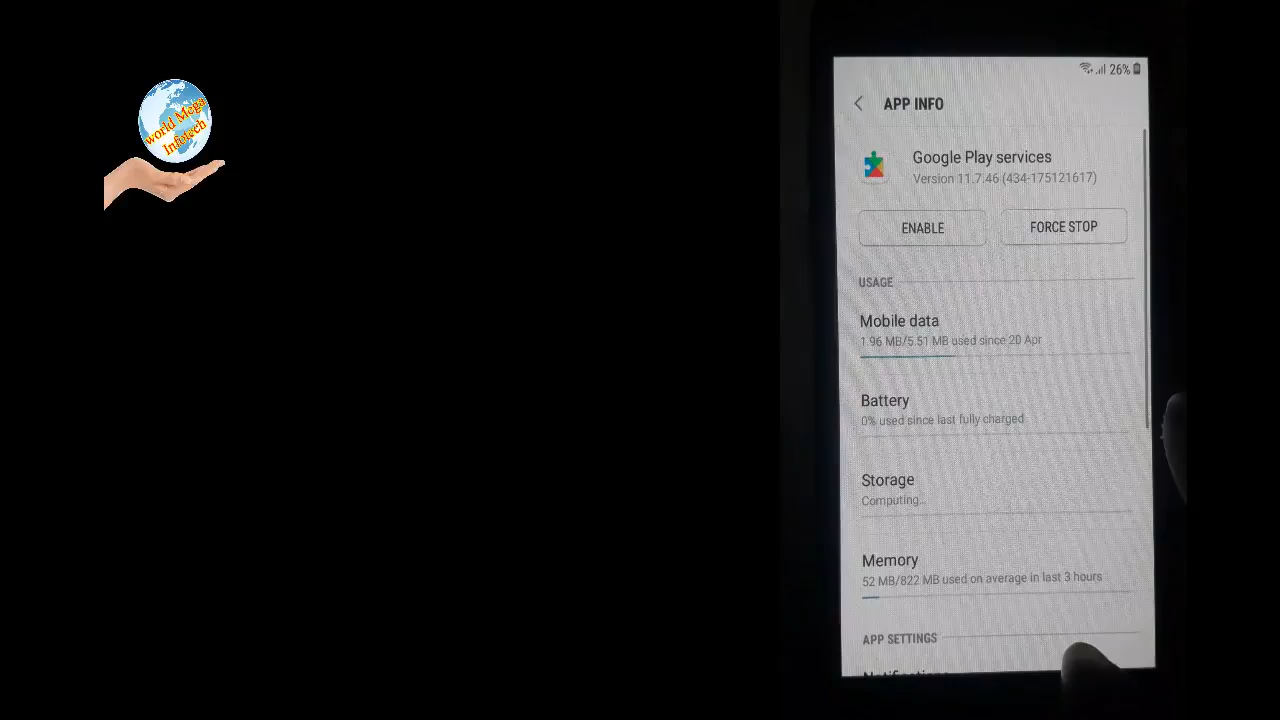 world Mega
Infotech
26%
APP INFO
Google Play services
Version 11.7.46 (434-175121617)
ENABLE
FORCE STOP
USAGE
Mobile data
1.96 MB/5.51 MB used since 20 Apr
Battery
0% used since last fully charged
Storage
Computing...
Memory
52 MB/822 MB used on average in last 3 hours
APP SETTINGS
Notifications